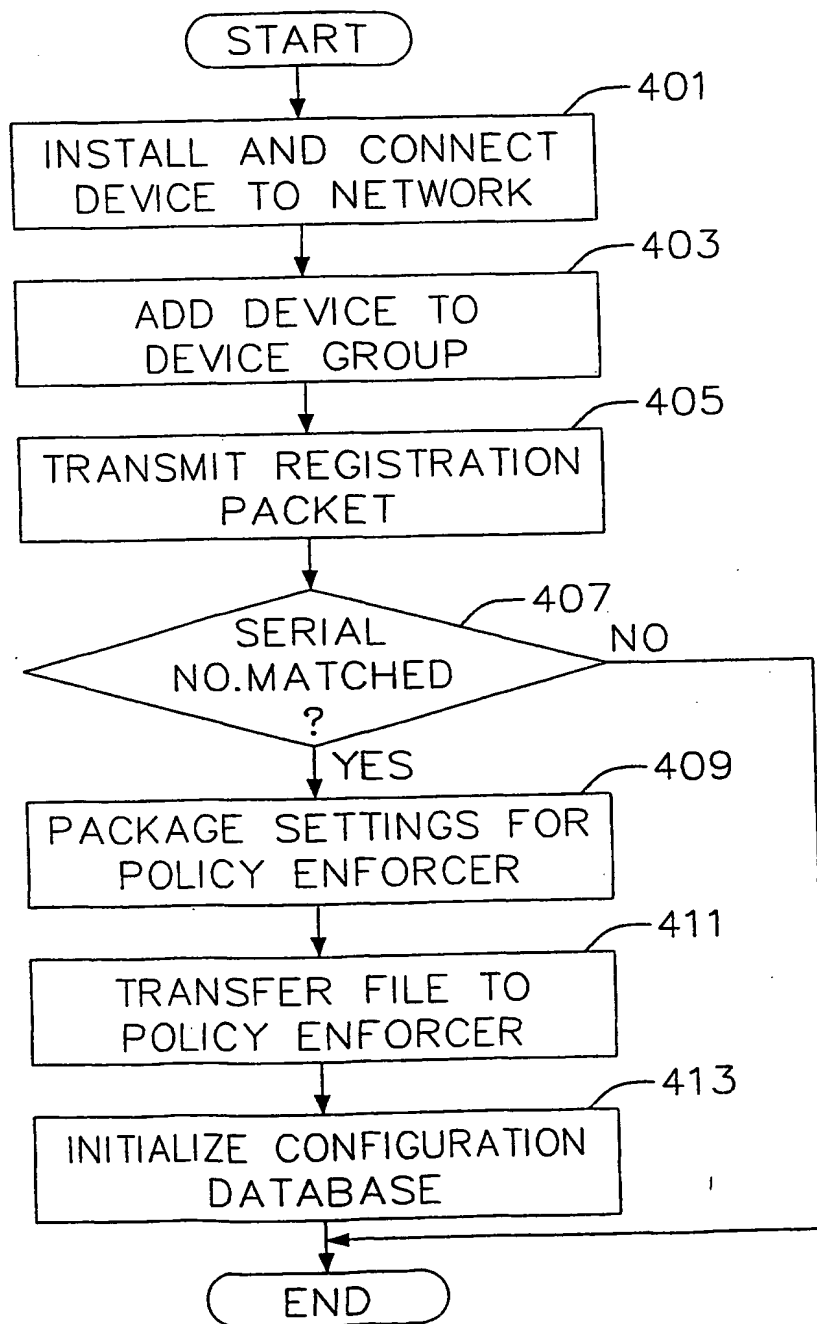 START
401
INSTALL AND CONNECT
DEVICE TO NETWORK
403
ADD DEVICE TO
DEVICE GROUP
405
TRANSMIT REGISTRATION
PACKET
407
SERIAL
NO.MATCHED
?
NO
YES
409
PACKAGE SETTINGS FOR
POLICY ENFORCER
411
TRANSFER FILE TO
POLICY ENFORCER
413
INITIALIZE CONFIGURATION
DATABASE
END